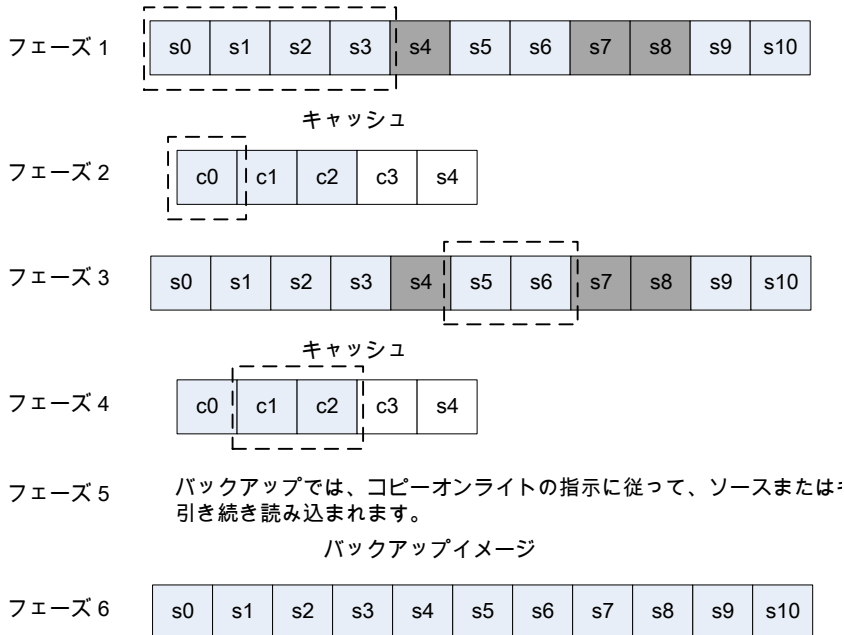 フェーズ 1 s0 s1 s2 s3 s4 s5 s6 s7 s8 s9 s10
キャッシュ
フェーズ 2 c0 c1 c2 c3 s4
フェーズ 3 s0 s1 s2 s3 s4 s5 s6 s7 s8 s9 s10
キャッシュ
フェーズ 4 c0 c1 c2 c3 s4
フェーズ 5 バックアップでは、コピーオンライトの指示に従って、ソースまたは
引き続き読み込まれます。
バックアップイメージ
フェーズ 6 s0 s1 s2 s3 s4 s5 s6 s7 s8 s9 s10